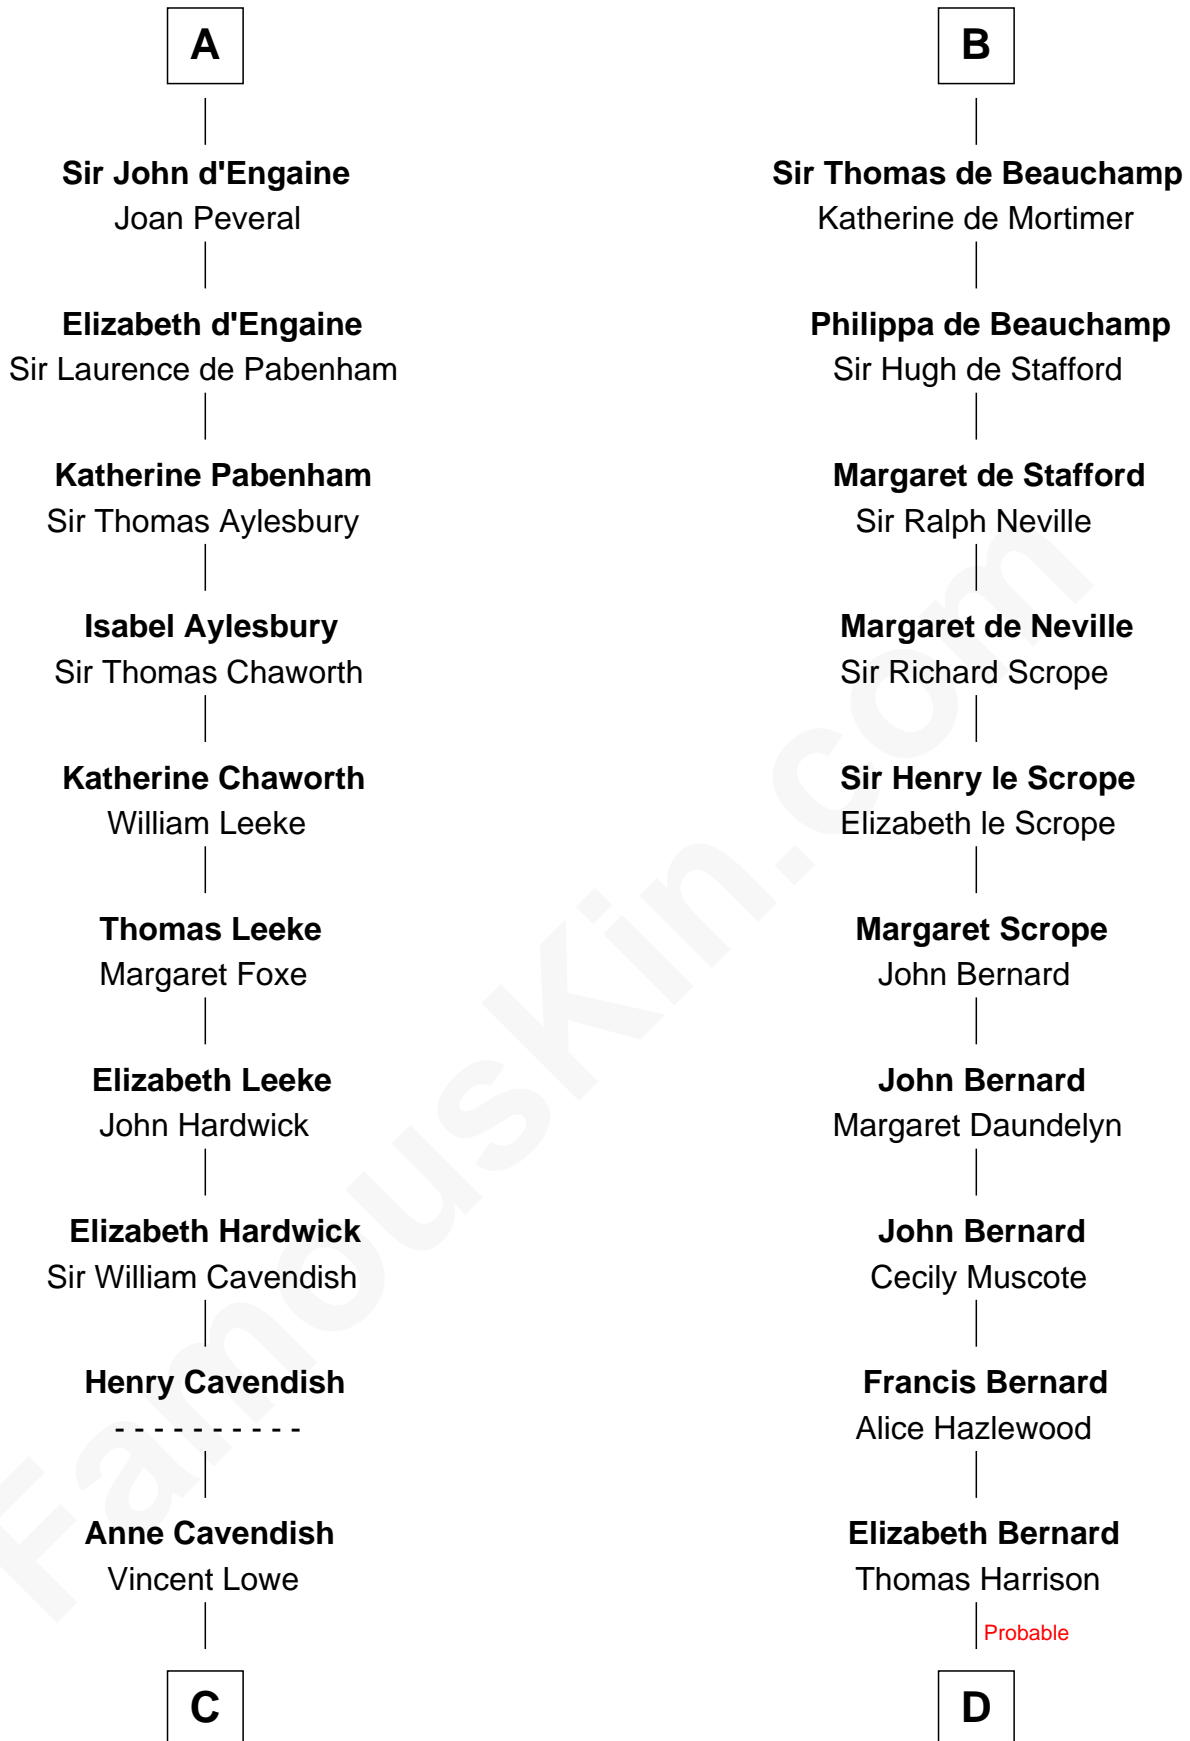 A
Sir John d'Engaine
Joan Peveral
Elizabeth d'Engaine
Sir Laurence de Pabenham
Katherine Pabenham
Sir Thomas Aylesbury
Isabel Aylesbury
Sir Thomas Chaworth
Katherine Chaworth
William Leeke
Thomas Leeke
Margaret Foxe
Elizabeth Leeke
John Hardwick
Elizabeth Hardwick
Sir William Cavendish
Henry Cavendish
- - - - - - - - - -
Anne Cavendish
Vincent Lowe
C
B
Sir Thomas de Beauchamp
Katherine de Mortimer
Philippa de Beauchamp
Sir Hugh de Stafford
Margaret de Stafford
Sir Ralph Neville
Margaret de Neville
Sir Richard Scrope
Sir Henry le Scrope
Elizabeth le Scrope
Margaret Scrope
John Bernard
John Bernard
Margaret Daundelyn
John Bernard
Cecily Muscote
Francis Bernard
Alice Hazlewood
Elizabeth Bernard
Thomas Harrison
Probable
D
FamousKin.com